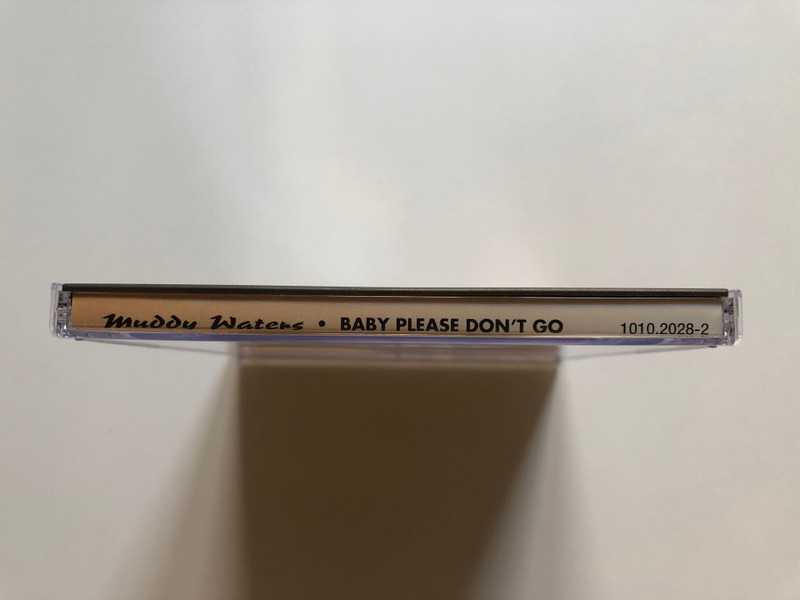 Muddy Waters • BABY PLEASE DON'T GO 1010.2028-2